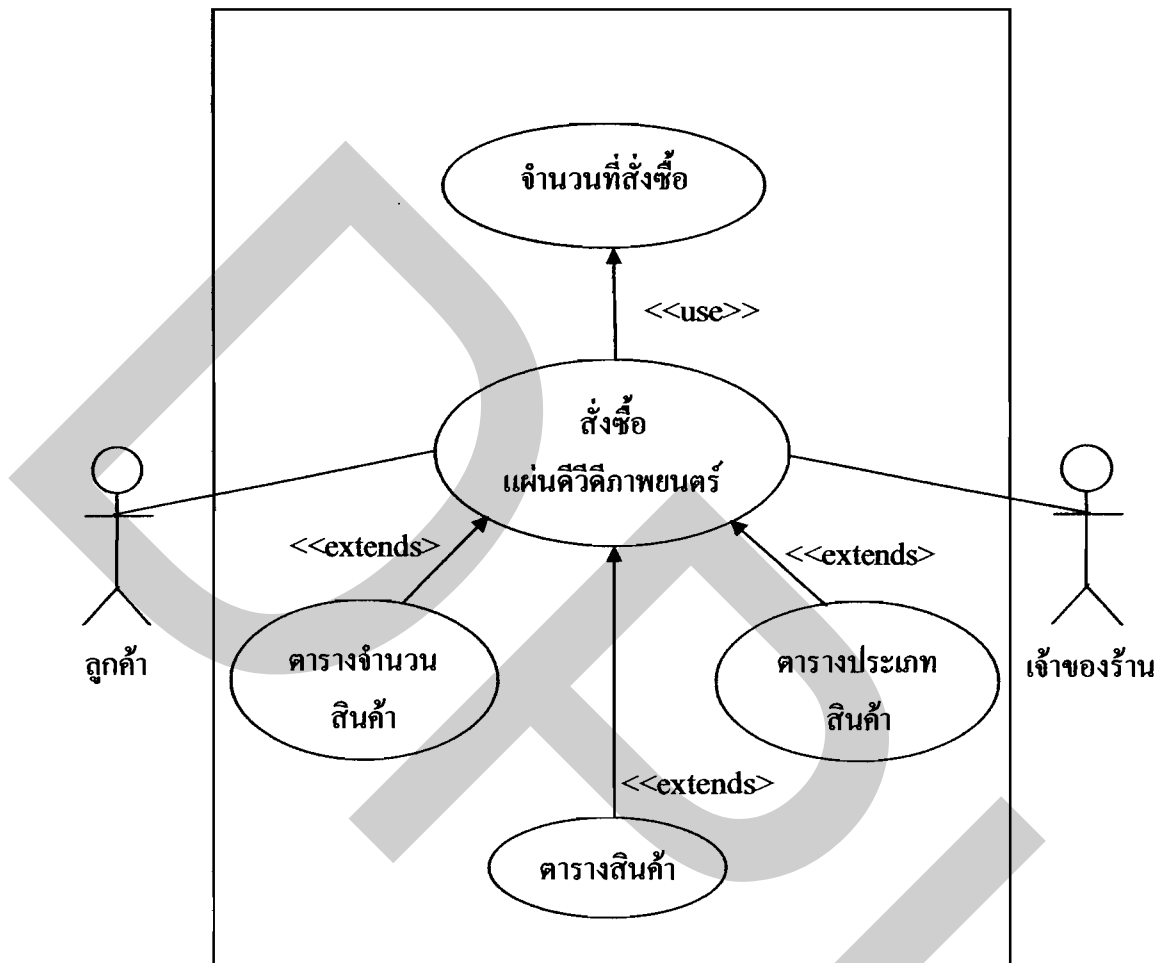 จำนวนที่สั่งซื้อ
<<use>>
สั่งซื้อ
แผ่นดีวีดีภาพยนตร์
<<extends>
<<extends>
ลูกค้า
ตารางจำนวน
สินค้า
ตารางประเภท
สินค้า
เจ้าของร้าน
<<extends>
ตารางสินค้า